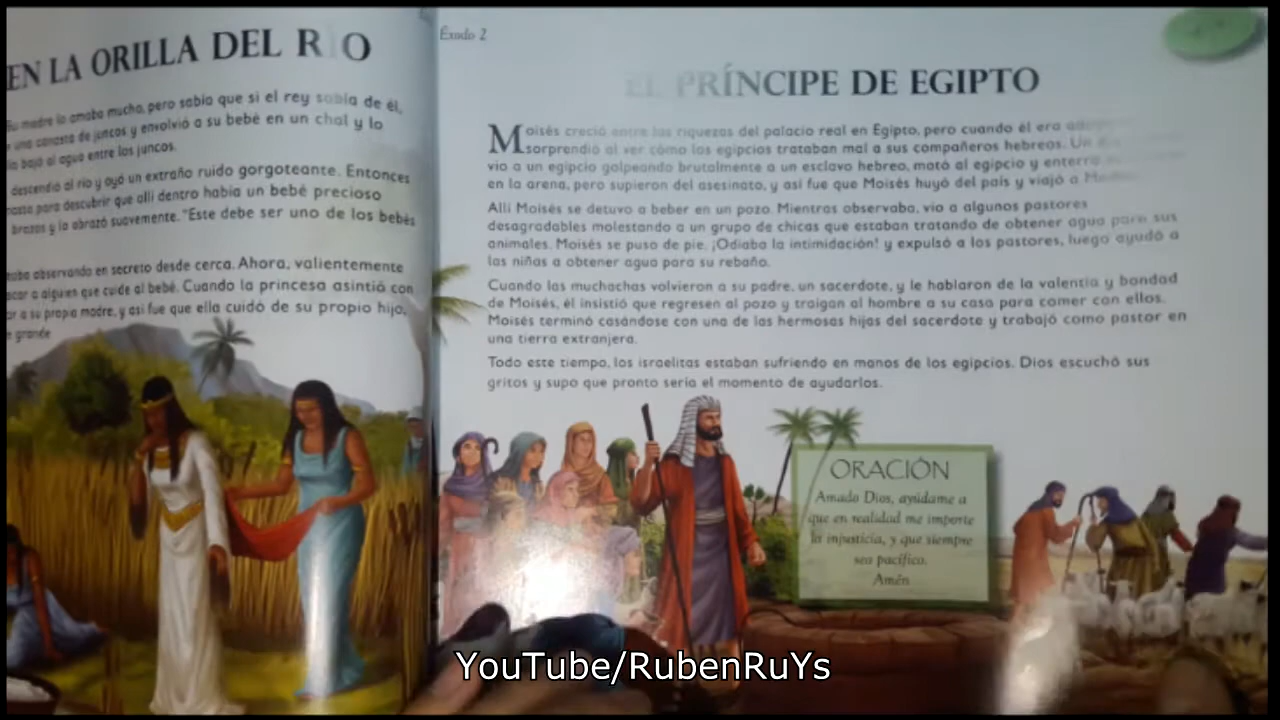 EN LA ORILLA DEL RÍO
Su madre lo amaba mucho, pero sabía que si el rey sabía de él,
una canasta de juncos y envolvió a su bebé en un chal y lo
lo bajó al agua entre los juncos.
descendió al río y oyó un extraño ruido gorgoteante. Entonces
para descubrir que allí dentro había un bebé precioso
brazos y lo abrazó suavemente. "Este debe ser uno de los bebés
observando en secreto desde cerca. Ahora, valientemente
a alguien que cuide al bebé. Cuando la princesa asintió con
a su propia madre, y así fue que ella cuidó de su propio hijo,
grande
Éxodo 2
EL PRÍNCIPE DE EGIPTO
Moisés creció entre las riquezas del palacio real en Egipto, pero cuando él era
sorprendió al ver cómo los egipcios trataban mal a sus compañeros hebreos. Un
vio a un egipcio golpeando brutalmente a un esclavo hebreo, mató al egipcio y enterró
en la arena, pero supieron del asesinato, y así fue que Moisés huyó del país y viajó a
Allí Moisés se detuvo a beber en un pozo. Mientras observaba, vio a algunos pastores
desagradables molestando a un grupo de chicas que estaban tratando de obtener agua para sus
animales. Moisés se puso de pie. ¡Odiaba la intimidación! y expulsó a los pastores, luego ayudó a
las niñas a obtener agua para su rebaño.
Cuando las muchachas volvieron a su padre, un sacerdote, y le hablaron de la valentía y bondad
de Moisés, él insistió que regresen al pozo y traigan al hombre a su casa para comer con ellos.
Moisés terminó casándose con una de las hermosas hijas del sacerdote y trabajó como pastor en
una tierra extranjera.
Todo este tiempo, los israelitas estaban sufriendo en manos de los egipcios. Dios escuchó sus
gritos y supo que pronto sería el momento de ayudarlos.
ORACIÓN
Amado Dios, ayúdame a
que en realidad me importe
la injusticia, y que siempre
sea pacífico.
Amén
YouTube/RubenRuYs